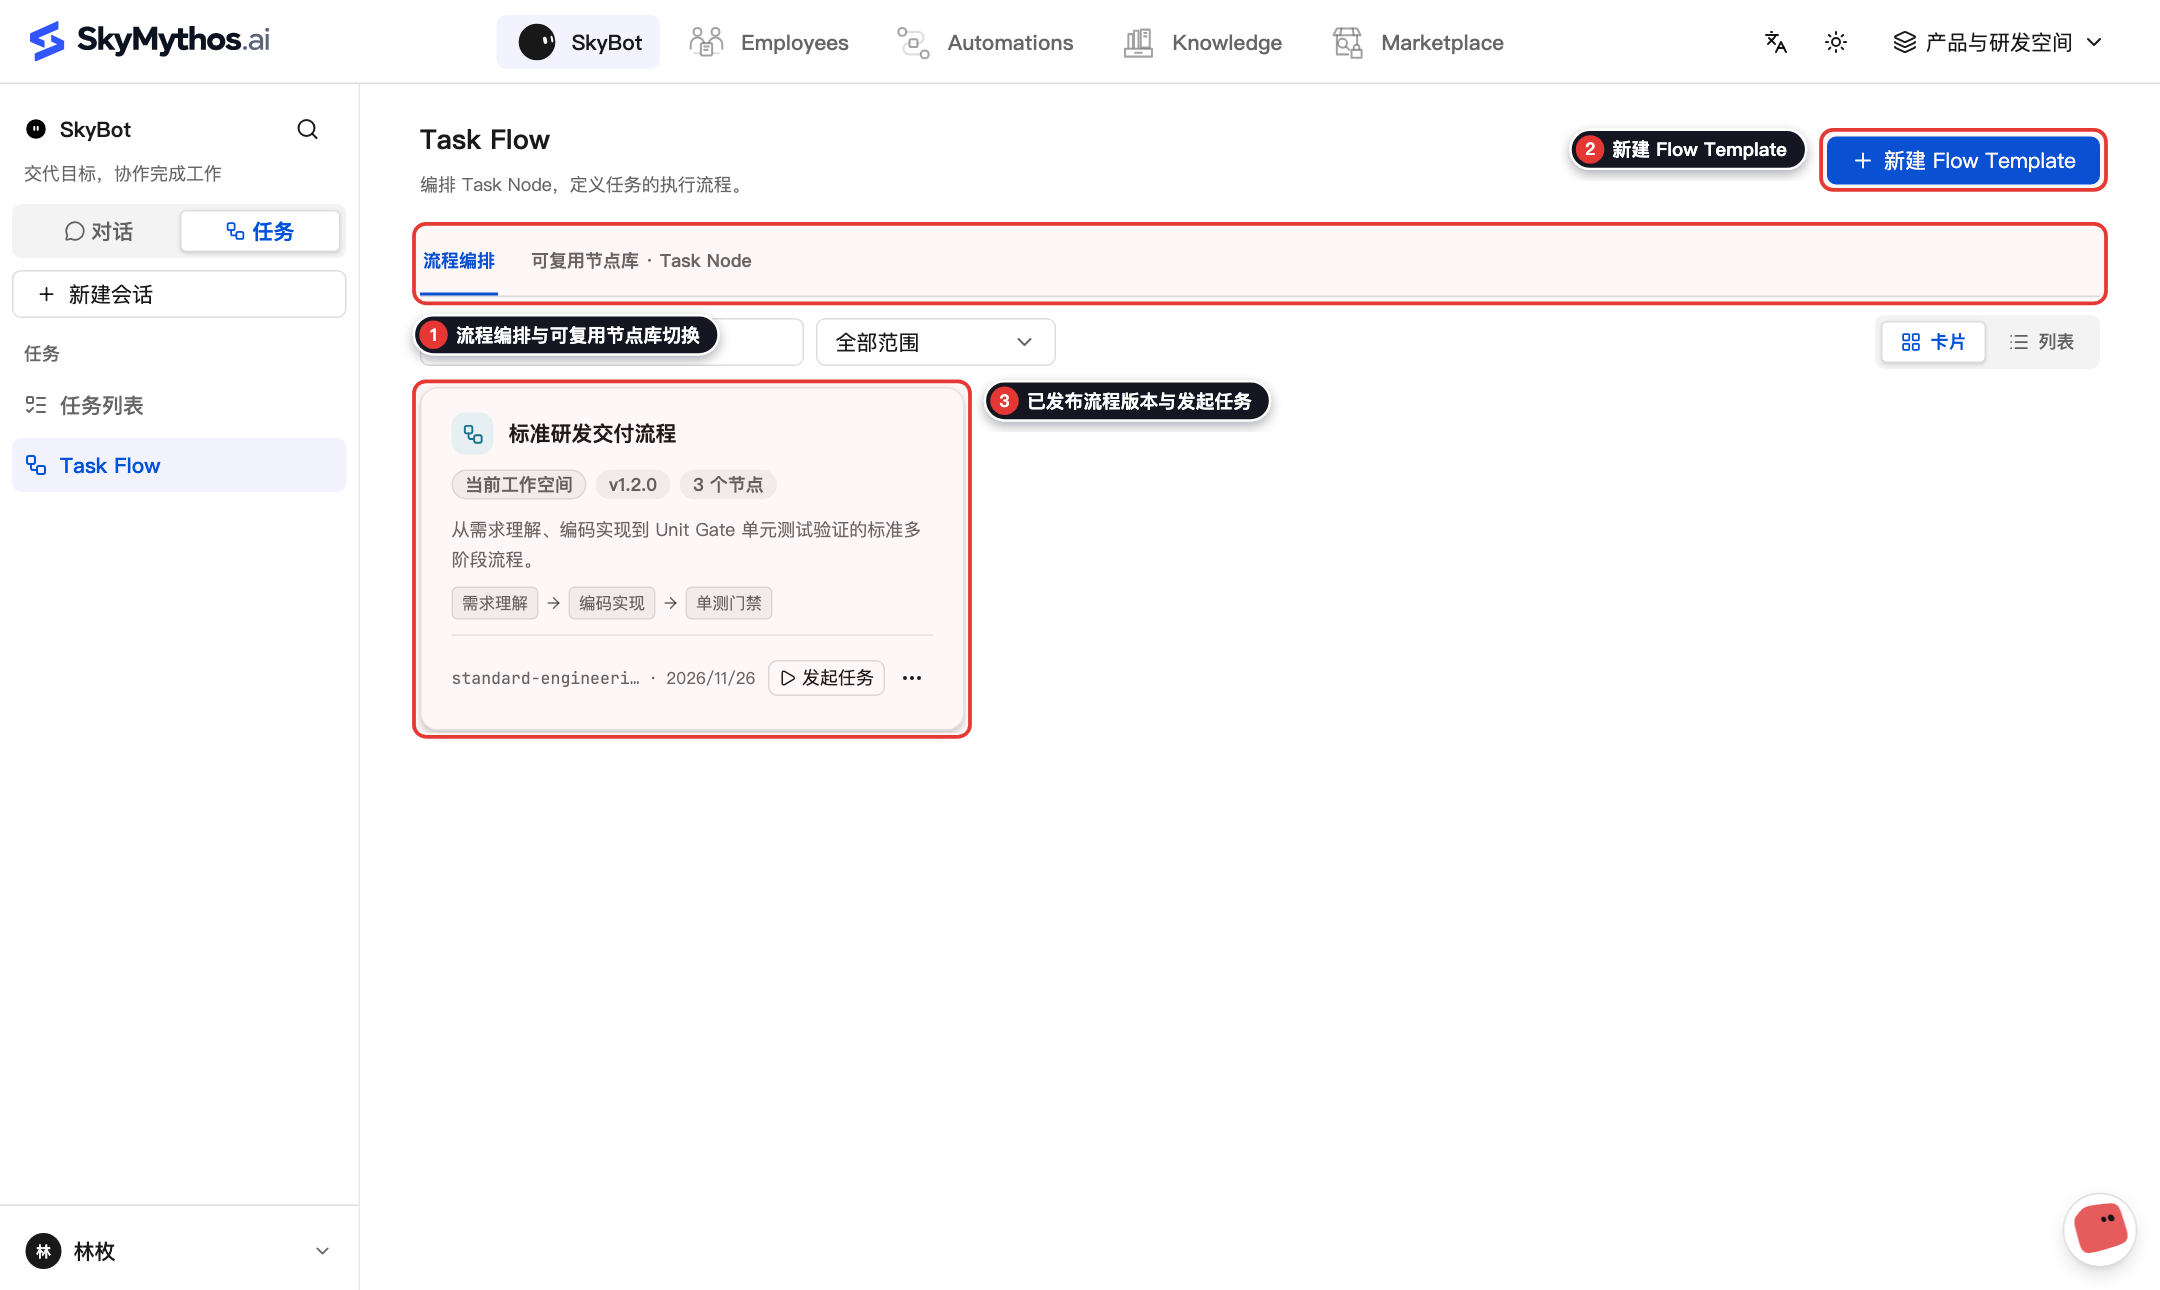 SkyMythos.ai
SkyBot
Employees
Automations
Knowledge
Marketplace
产品与研发空间
SkyBot
交代目标，协作完成工作
对话
任务
+ 新建会话
任务
任务列表
Task Flow
林
林枚
Task Flow
编排 Task Node，定义任务的执行流程。
2 新建 Flow Template
+ 新建 Flow Template
流程编排
可复用节点库 · Task Node
1 流程编排与可复用节点库切换
全部范围
卡片
列表
3 已发布流程版本与发起任务
标准研发交付流程
当前工作空间
v1.2.0
3 个节点
从需求理解、编码实现到 Unit Gate 单元测试验证的标准多
阶段流程。
需求理解 → 编码实现 → 单测门禁
standard-engineeri… · 2026/11/26
发起任务